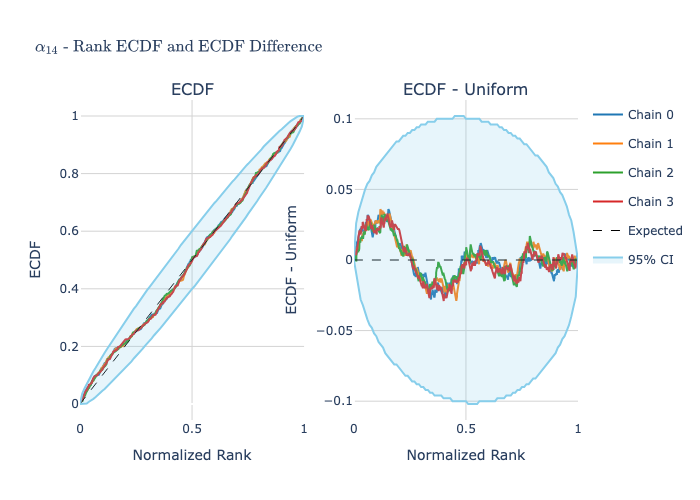 α14 - Rank ECDF and ECDF Difference
ECDF
ECDF
1
0.8
0.6
0.4
0.2
0
0
0.5
1
Normalized Rank
ECDF - Uniform
ECDF - Uniform
0.1
0.05
0
−0.05
−0.1
0
0.5
1
Normalized Rank
Chain 0
Chain 1
Chain 2
Chain 3
Expected
95% CI